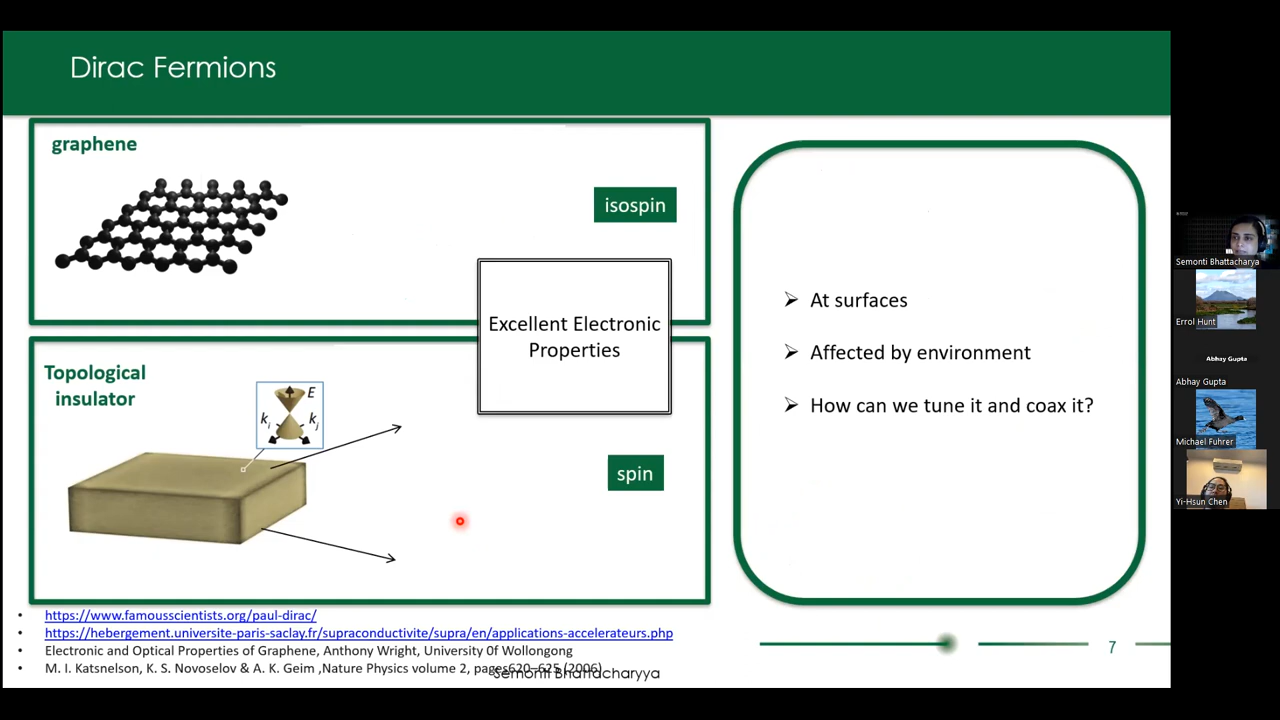 Dirac Fermions
graphene
isospin
Excellent Electronic
Properties
Topological
insulator
E
ki
kj
spin
➢ At surfaces
➢ Affected by environment
➢ How can we tune it and coax it?
• https://www.famousscientists.org/paul-dirac/
• https://hebergement.universite-paris-saclay.fr/supraconductivite/supra/en/applications-accelerateurs.php
• Electronic and Optical Properties of Graphene, Anthony Wright, University 0f Wollongong
• M. I. Katsnelson, K. S. Novoselov & A. K. Geim ,Nature Physics volume 2, pages620–625 (2006)
Semonti Bhattacharyya
7
Semonti Bhattacharya
Errol Hunt
Abhay Gupta
Abhay Gupta
Michael Fuhrer
Yi-Hsun Chen